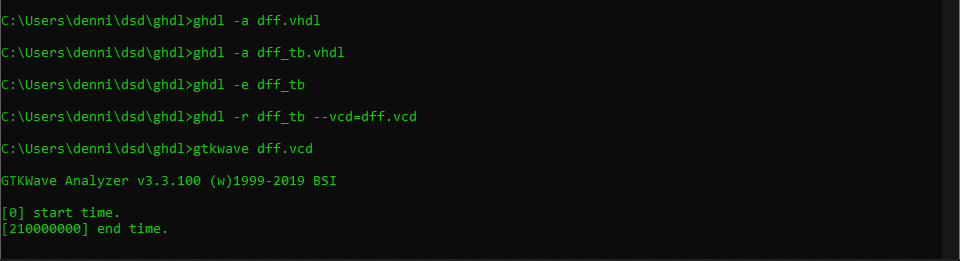 C:\Users\denni\dsd\ghdl>ghdl -a dff.vhdl
C:\Users\denni\dsd\ghdl>ghdl -a dff_tb.vhdl
C:\Users\denni\dsd\ghdl>ghdl -e dff_tb
C:\Users\denni\dsd\ghdl>ghdl -r dff_tb --vcd=dff.vcd
C:\Users\denni\dsd\ghdl>gtkwave dff.vcd
GTKWave Analyzer v3.3.100 (w)1999-2019 BSI
[0] start time.
[210000000] end time.